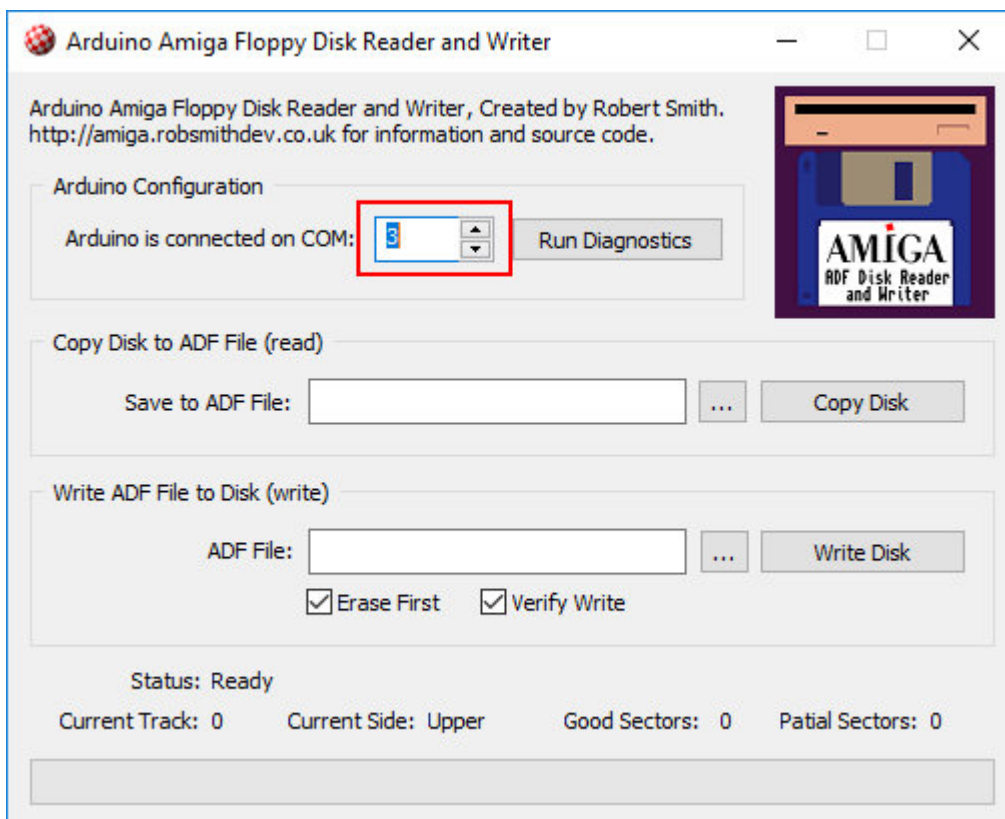 Arduino Amiga Floppy Disk Reader and Writer
Arduino Amiga Floppy Disk Reader and Writer, Created by Robert Smith.
http://amiga.robsmithdev.co.uk for information and source code.
Arduino Configuration
Arduino is connected on COM: 3 Run Diagnostics
AMIGA
ADF Disk Reader
and Writer
Copy Disk to ADF File (read)
Save to ADF File: ... Copy Disk
Write ADF File to Disk (write)
ADF File: ... Write Disk
Erase First Verify Write
Status: Ready
Current Track: 0 Current Side: Upper Good Sectors: 0 Patial Sectors: 0